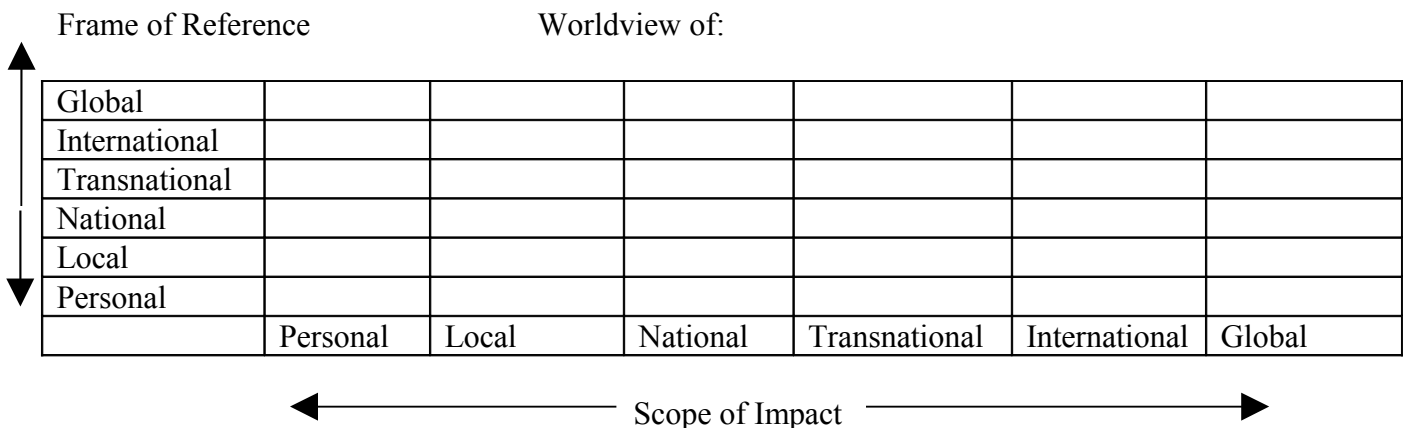 Frame of Reference Worldview of:
Global
International
Transnational
National
Local
Personal
Personal Local National Transnational International Global
Scope of Impact